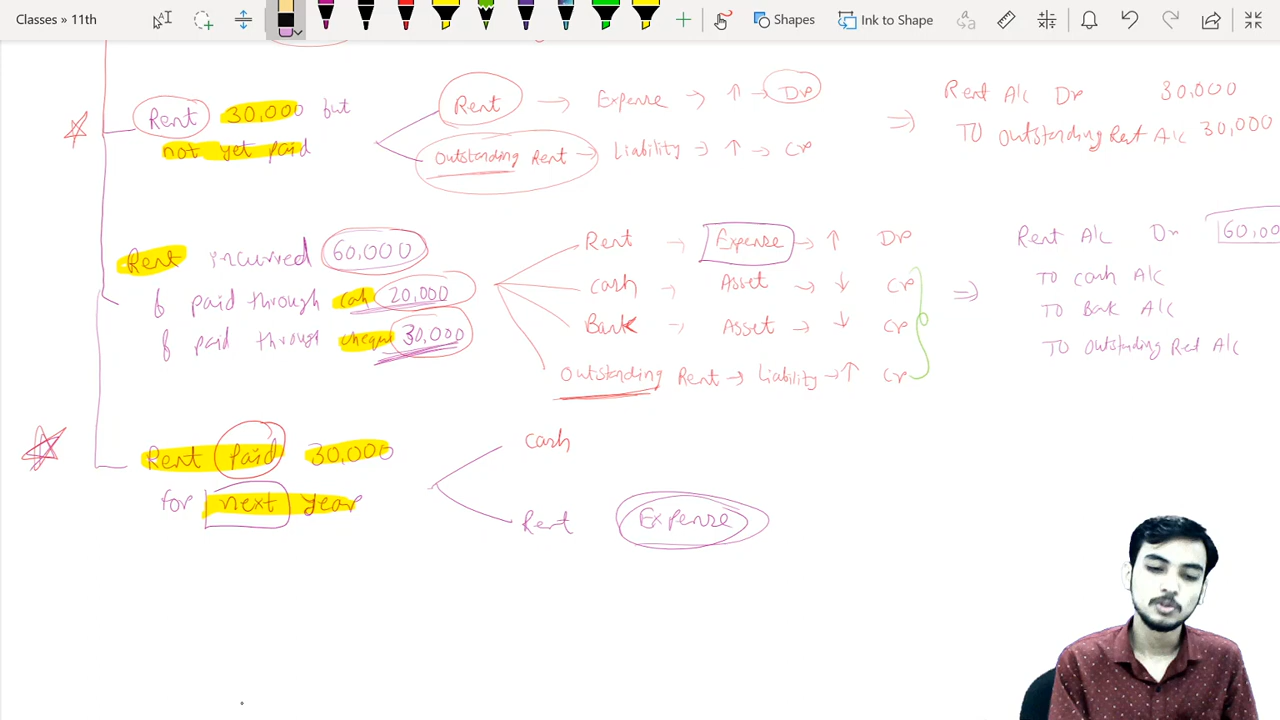 Classes » 11th
Shapes
Ink to Shape
Rent 30,000 but
not yet paid
Rent → Expense → ↑ → Dr
Outstanding Rent → Liability → ↑ → Cr
⇒ Rent A/c Dr 30,000
TO Outstanding Rent A/c 30,000
Rent incurred 60,000
& paid through cash 20,000
& paid through cheque 30,000
Rent → Expense → ↑ Dr
cash → Asset → ↓ Cr
Bank → Asset → ↓ Cr
Outstanding Rent → Liability → ↑ Cr
⇒ Rent A/c Dr 60,00
TO cash A/c
TO Bank A/c
TO Outstading Rent A/c
Rent Paid 30,000
for next year
cash
Rent Expense